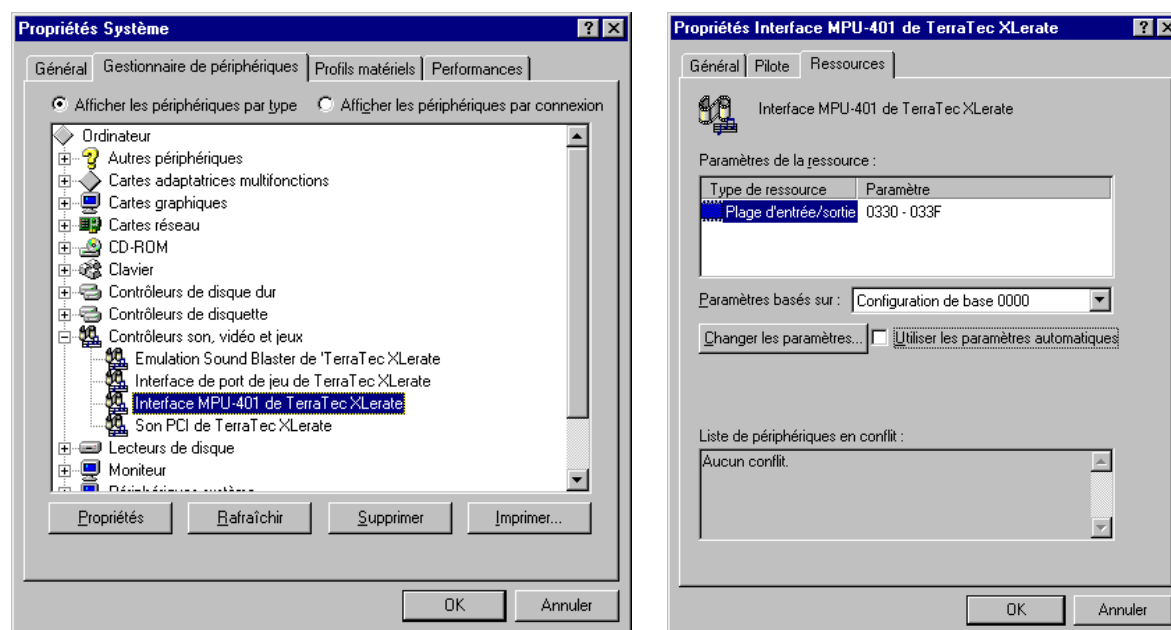 Propriétés Système
Général Gestionnaire de périphériques Profils matériels Performances
Afficher les périphériques par type Afficher les périphériques par connexion
Ordinateur
Autres périphériques
Cartes adaptatrices multifonctions
Cartes graphiques
Cartes réseau
CD-ROM
Clavier
Contrôleurs de disque dur
Contrôleurs de disquette
Contrôleurs son, vidéo et jeux
Emulation Sound Blaster de 'TerraTec XLerate
Interface de port de jeu de TerraTec XLerate
Interface MPU-401 de TerraTec XLerate
Son PCI de TerraTec XLerate
Lecteurs de disque
Moniteur
Périphériques système
Propriétés Rafraîchir Supprimer Imprimer...
OK Annuler
Propriétés Interface MPU-401 de TerraTec XLerate
Général Pilote Ressources
Interface MPU-401 de TerraTec XLerate
Paramètres de la ressource :
Type de ressource Paramètre
Plage d'entrée/sortie 0330 - 033F
Paramètres basés sur : Configuration de base 0000
Changer les paramètres... Utiliser les paramètres automatiques
Liste de périphériques en conflit :
Aucun conflit.
OK Annuler